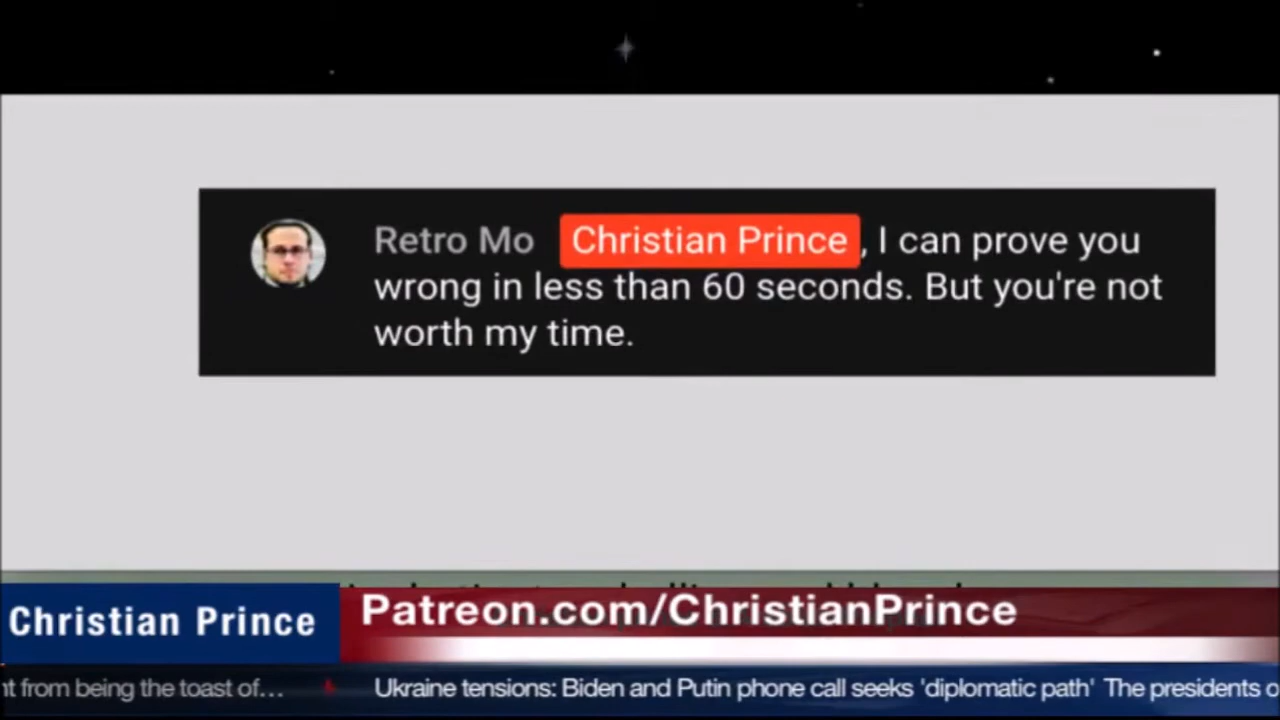 Retro Mo Christian Prince, I can prove you
wrong in less than 60 seconds. But you're not
worth my time.
Christian Prince
Patreon.com/ChristianPrince
from being the toast of…
Ukraine tensions: Biden and Putin phone call seeks 'diplomatic path' The presidents